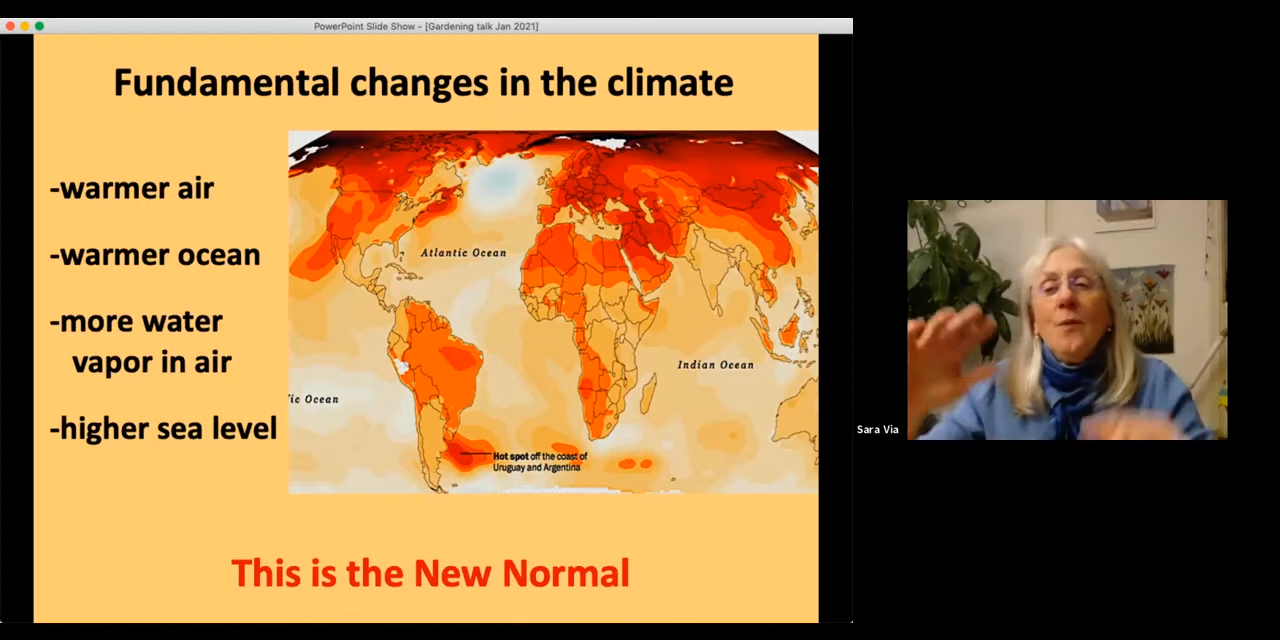 PowerPoint Slide Show - [Gardening talk Jan 2021]
Fundamental changes in the climate
-warmer air
-warmer ocean
-more water
vapor in air
-higher sea level
Atlantic Ocean
Indian Ocean
fic Ocean
Hot spot off the coast of
Uruguay and Argentina
This is the New Normal
Sara Via